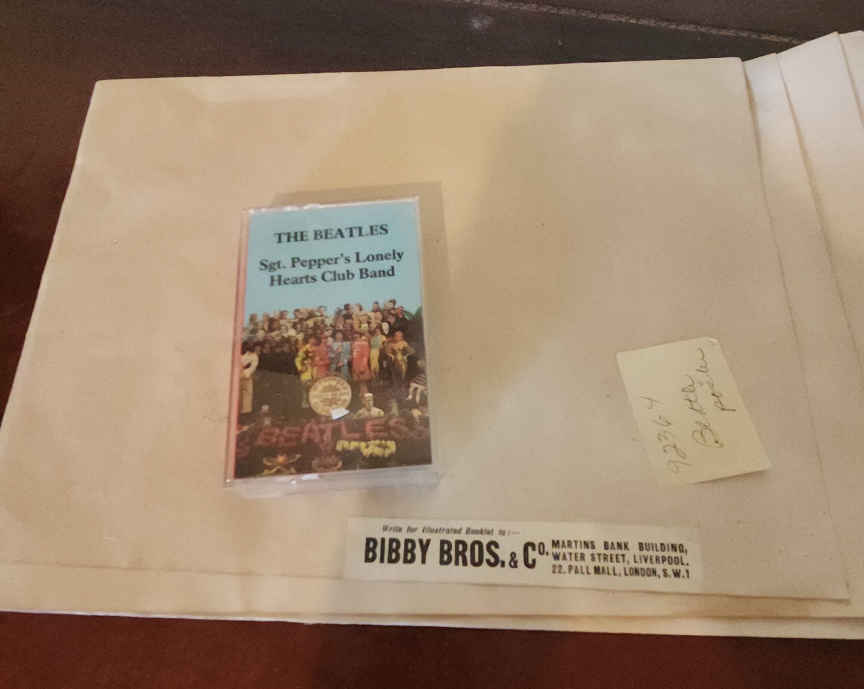 THE BEATLES
Sgt. Pepper's Lonely
Hearts Club Band
BEATLES
92364
Beatle
Write for Illustrated Booklet to:—
BIBBY BROS. & Co.
MARTINS BANK BUILDING,
WATER STREET, LIVERPOOL.
22, PALL MALL, LONDON, S.W.1